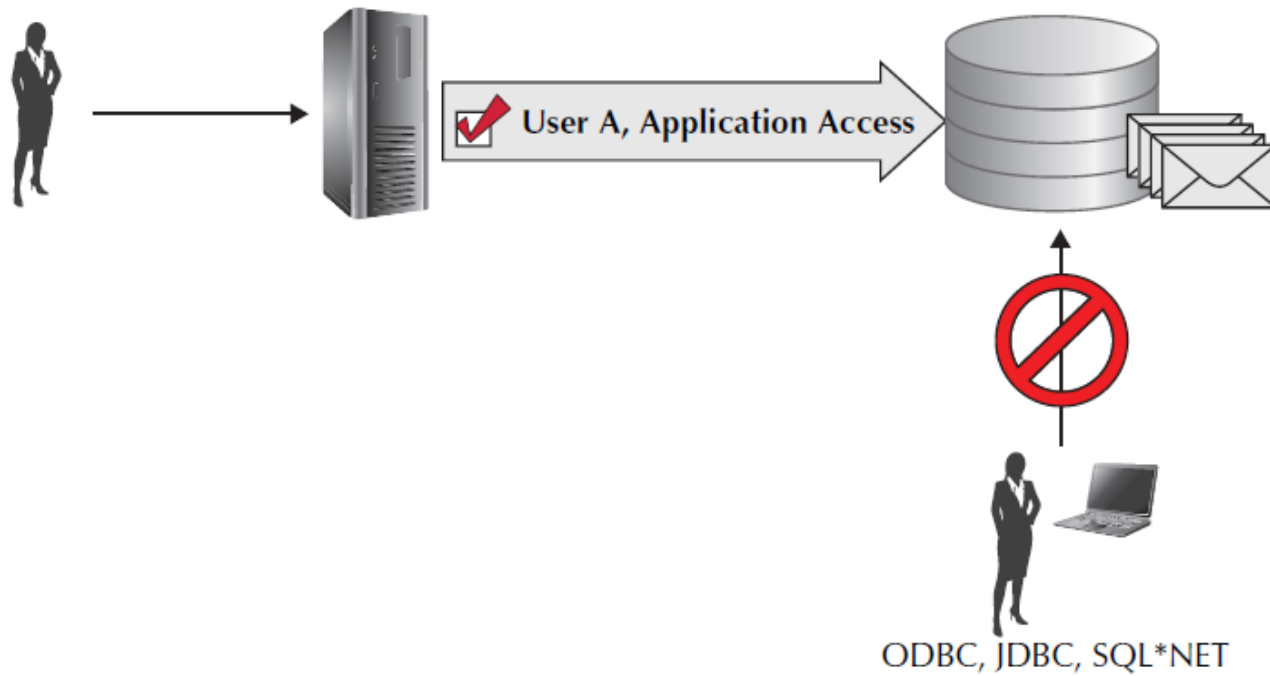 User A, Application Access
ODBC, JDBC, SQL*NET